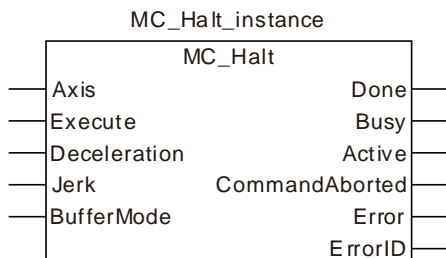 MC_Halt_instance
MC_Halt
Axis Done
Execute Busy
Deceleration Active
Jerk CommandAborted
BufferMode Error
ErrorID